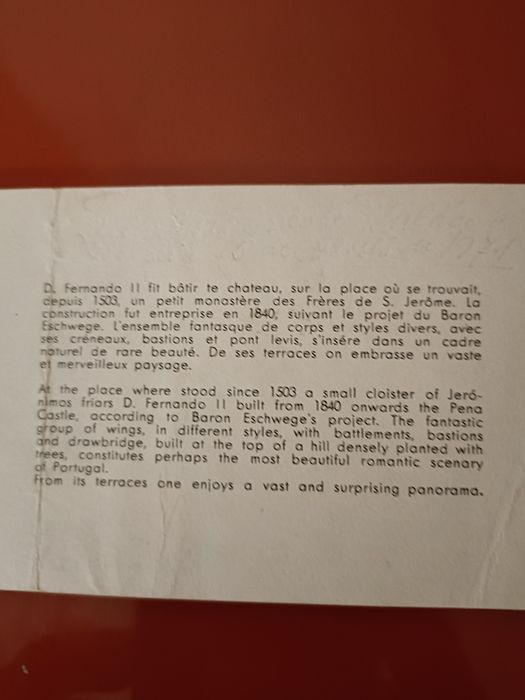 1971
D. Fernando II fit bâtir te chateau, sur la place où se trouvait,
depuis 1503, un petit monastère des Frères de S. Jerôme. La
construction fut entreprise en 1840, suivant le projet du Baron
Eschwege. L'ensemble fantasque de corps et styles divers, avec
ses créneaux, bastions et pont levis, s'insére dans un cadre
naturel de rare beauté. De ses terrasses on embrasse un vaste
et merveilleux paysage.
At the place where stood since 1503 a small cloister of Jeró-
nimos friars D. Fernando II built from 1840 onwards the Pena
Castle, according to Baron Eschwege's project. The fantastic
group of wings, in different styles, with battlements, bastions
and drawbridge, built at the top of a hill densely planted with
trees, constitutes perhaps the most beautiful romantic scenary
of Portugal.
From its terraces one enjoys a vast and surprising panorama.